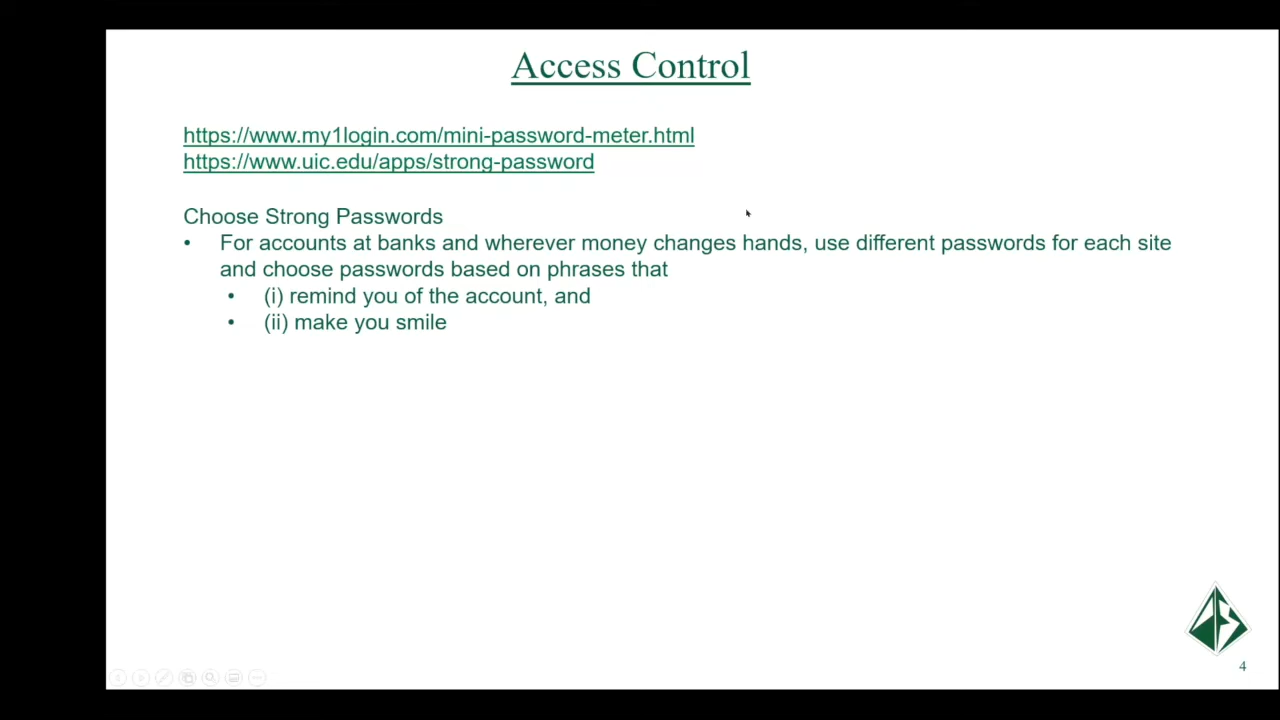 Access Control
https://www.my1login.com/mini-password-meter.html
https://www.uic.edu/apps/strong-password
Choose Strong Passwords
• For accounts at banks and wherever money changes hands, use different passwords for each site
and choose passwords based on phrases that
• (i) remind you of the account, and
• (ii) make you smile
4